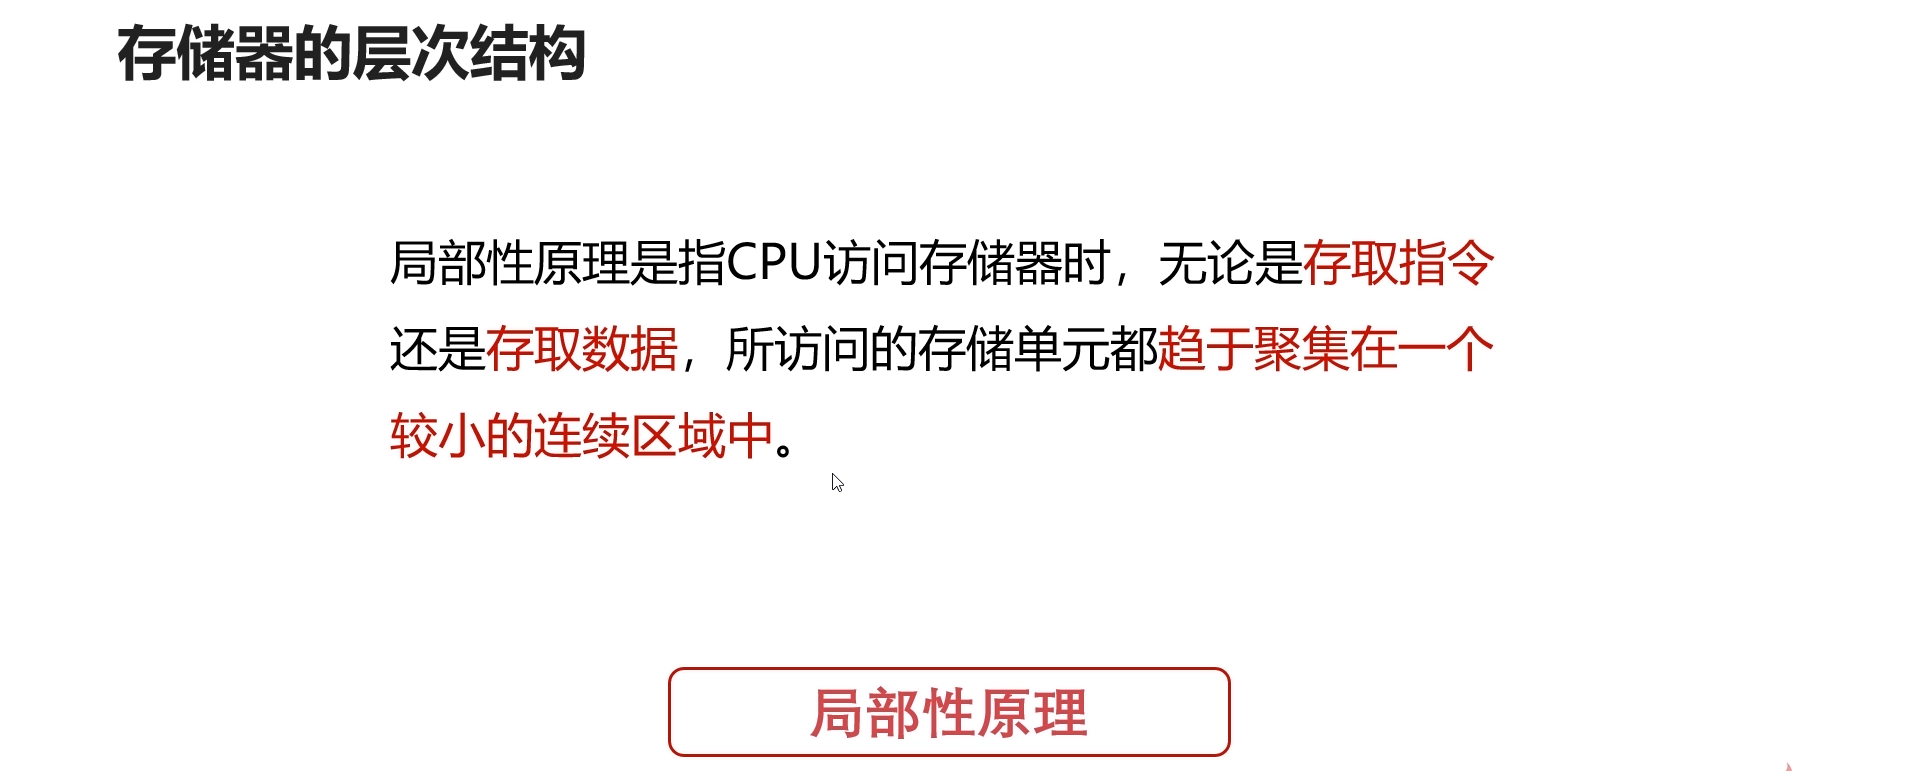 存储器的层次结构
局部性原理是指CPU访问存储器时，无论是存取指令
还是存取数据，所访问的存储单元都趋于聚集在一个
较小的连续区域中。
局部性原理